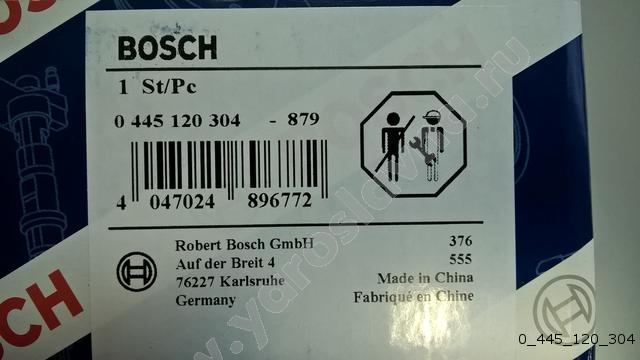 BOSCH
1 St/Pc
0 445 120 304 - 879
4 047024 896772
Robert Bosch GmbH
Auf der Breit 4
76227 Karlsruhe
Germany
376
555
Made in China
Fabriqué en Chine
0_445_120_304